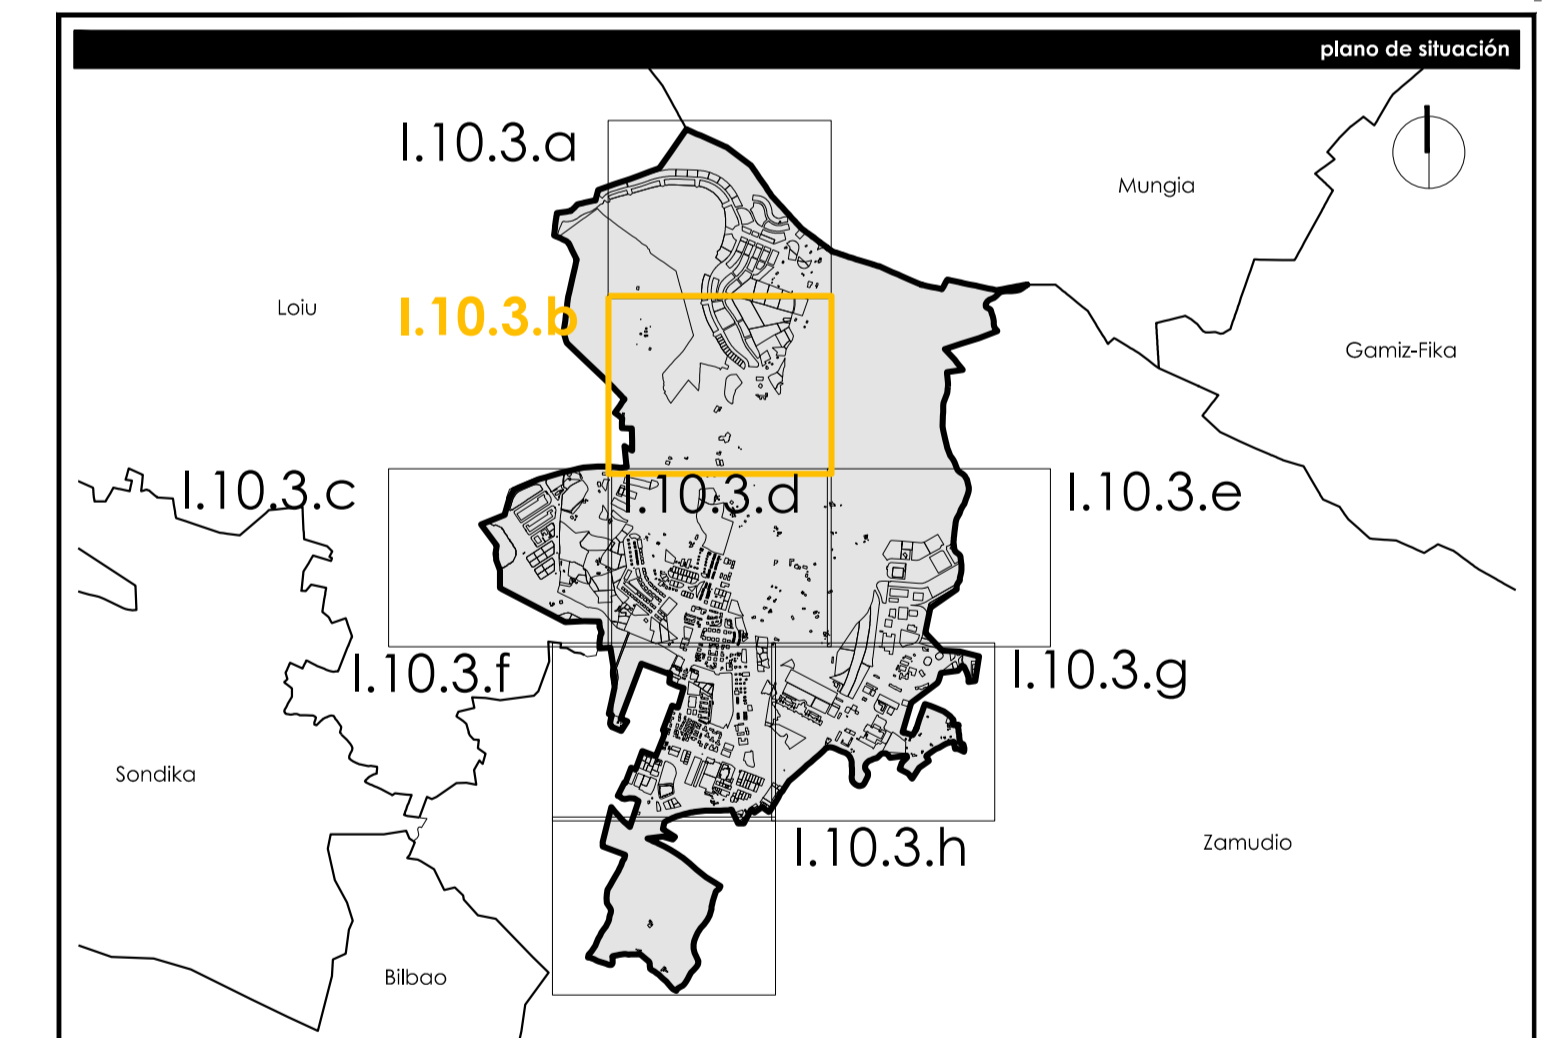 plano de situación
I.10.3.a
Mungia
Loiu
I.10.3.b
Gamiz-Fika
I.10.3.c
I.10.3.d
I.10.3.e
I.10.3.f
I.10.3.g
Sondika
I.10.3.h
Zamudio
Bilbao